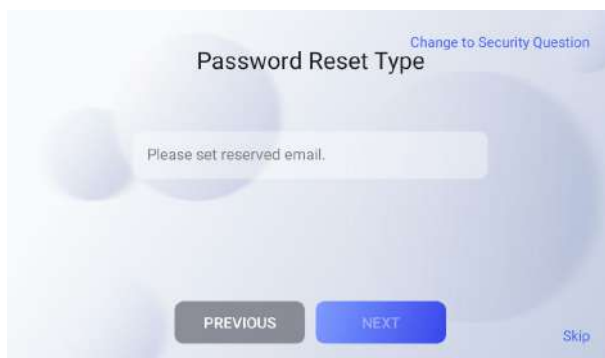 Change to Security Question
Password Reset Type
Please set reserved email.
PREVIOUS
NEXT
Skip